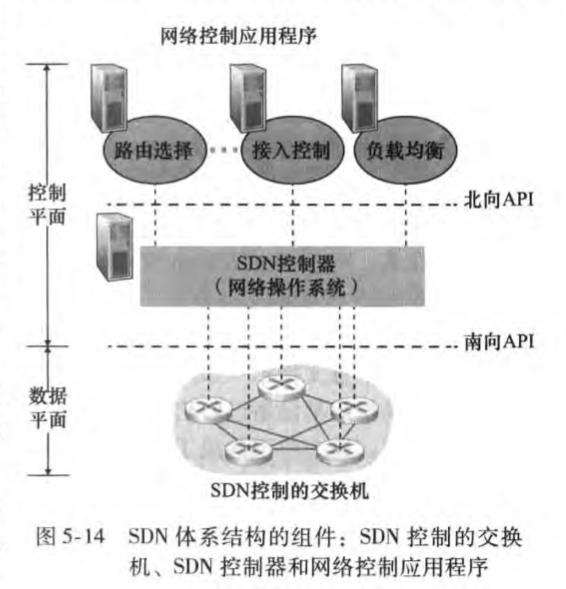 网络控制应用程序
路由选择
接入控制
负载均衡
控制
平面
北向API
SDN控制器
（网络操作系统）
南向API
数据
平面
SDN控制的交换机
图 5-14 SDN 体系结构的组件：SDN 控制的交换
机、SDN 控制器和网络控制应用程序